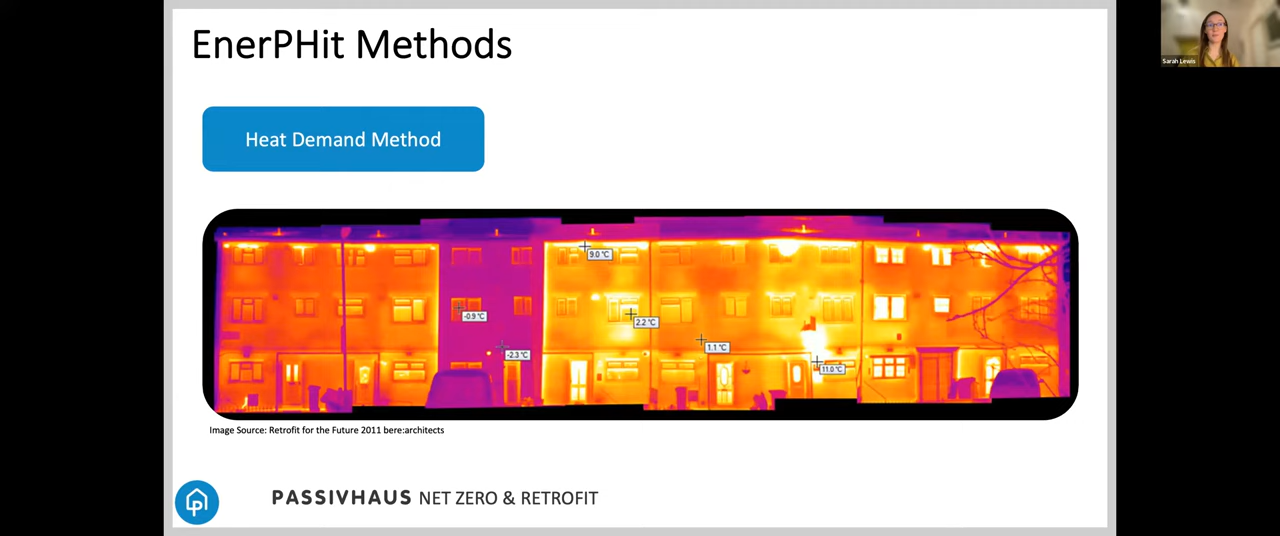 EnerPHit Methods
Sarah Lewis
Heat Demand Method
9.0 °C
-0.9 °C
2.2 °C
-2.3 °C
1.1 °C
11.0 °C
Image Source: Retrofit for the Future 2011 bere:architects
PASSIVHAUS NET ZERO & RETROFIT